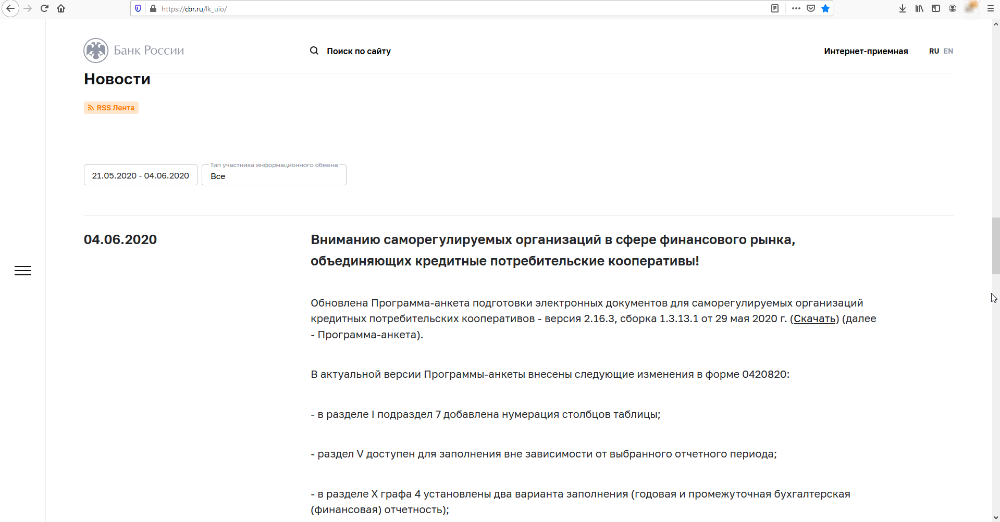 https://cbr.ru/lk_uio/
Банк России
Поиск по сайту
Интернет-приемная
RU EN
Новости
RSS Лента
21.05.2020 - 04.06.2020
Тип участника информационного обмена
Все
04.06.2020
Вниманию саморегулируемых организаций в сфере финансового рынка,
объединяющих кредитные потребительские кооперативы!
Обновлена Программа-анкета подготовки электронных документов для саморегулируемых организаций
кредитных потребительских кооперативов - версия 2.16.3, сборка 1.3.13.1 от 29 мая 2020 г. (Скачать) (далее
- Программа-анкета).
В актуальной версии Программы-анкеты внесены следующие изменения в форме 0420820:
- в разделе I подраздел 7 добавлена нумерация столбцов таблицы;
- раздел V доступен для заполнения вне зависимости от выбранного отчетного периода;
- в разделе X графа 4 установлены два варианта заполнения (годовая и промежуточная бухгалтерская
(финансовая) отчетность);